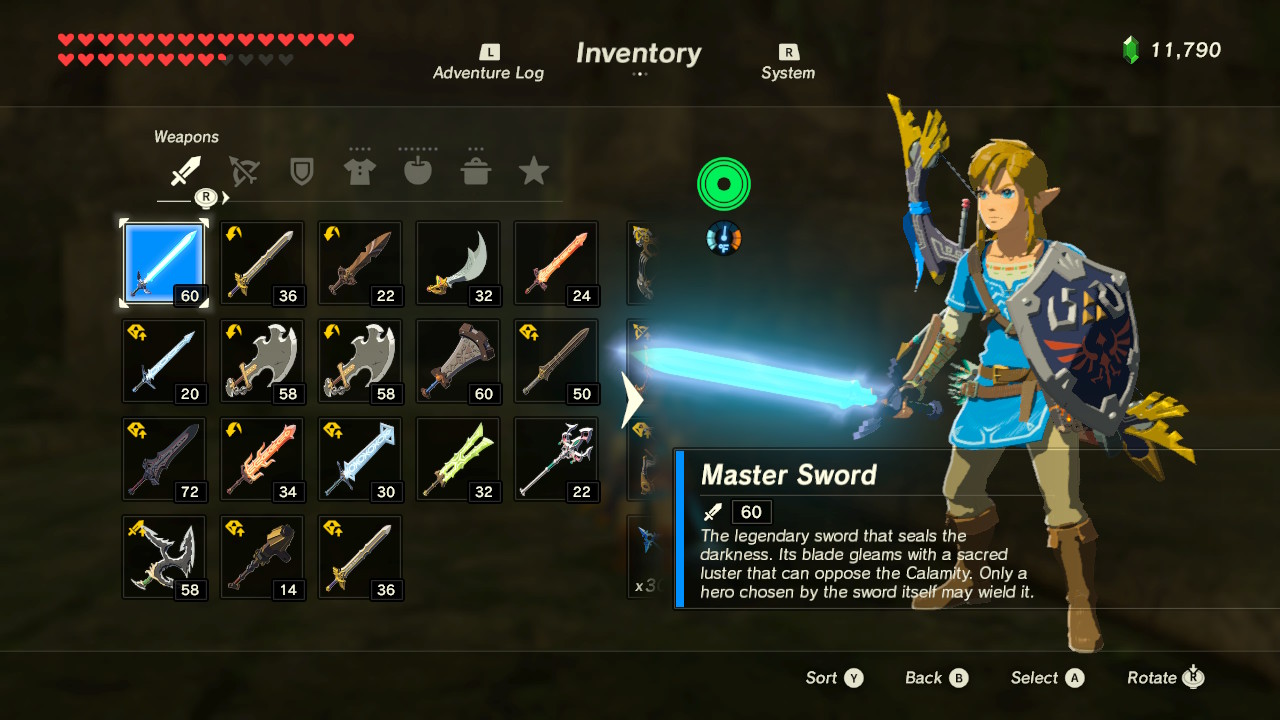 L
Inventory
R
11,790
Adventure Log
System
Weapons
R
60
36
22
32
24
20
58
58
60
50
72
34
30
32
22
58
14
36
x3
Master Sword
60
The legendary sword that seals the
darkness. Its blade gleams with a sacred
luster that can oppose the Calamity. Only a
hero chosen by the sword itself may wield it.
Sort Y
Back B
Select A
Rotate R